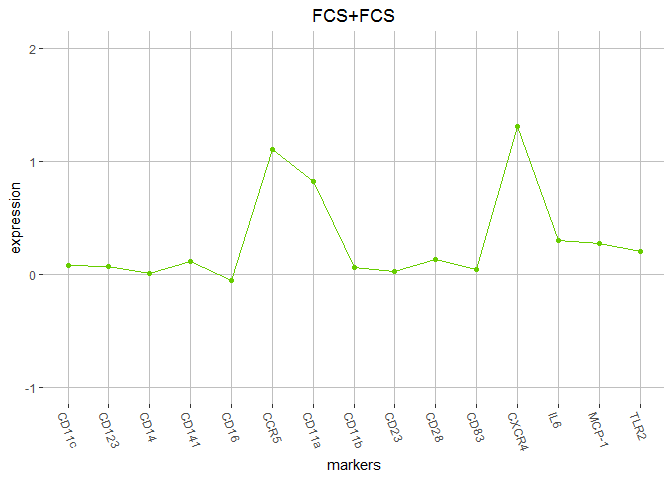 FCS+FCS
expression
2
1
0
-1
CD11c
CD123
CD14
CD141
CD16
CCR5
CD11a
CD11b
CD23
CD28
CD83
CXCR4
IL6
MCP-1
TLR2
markers